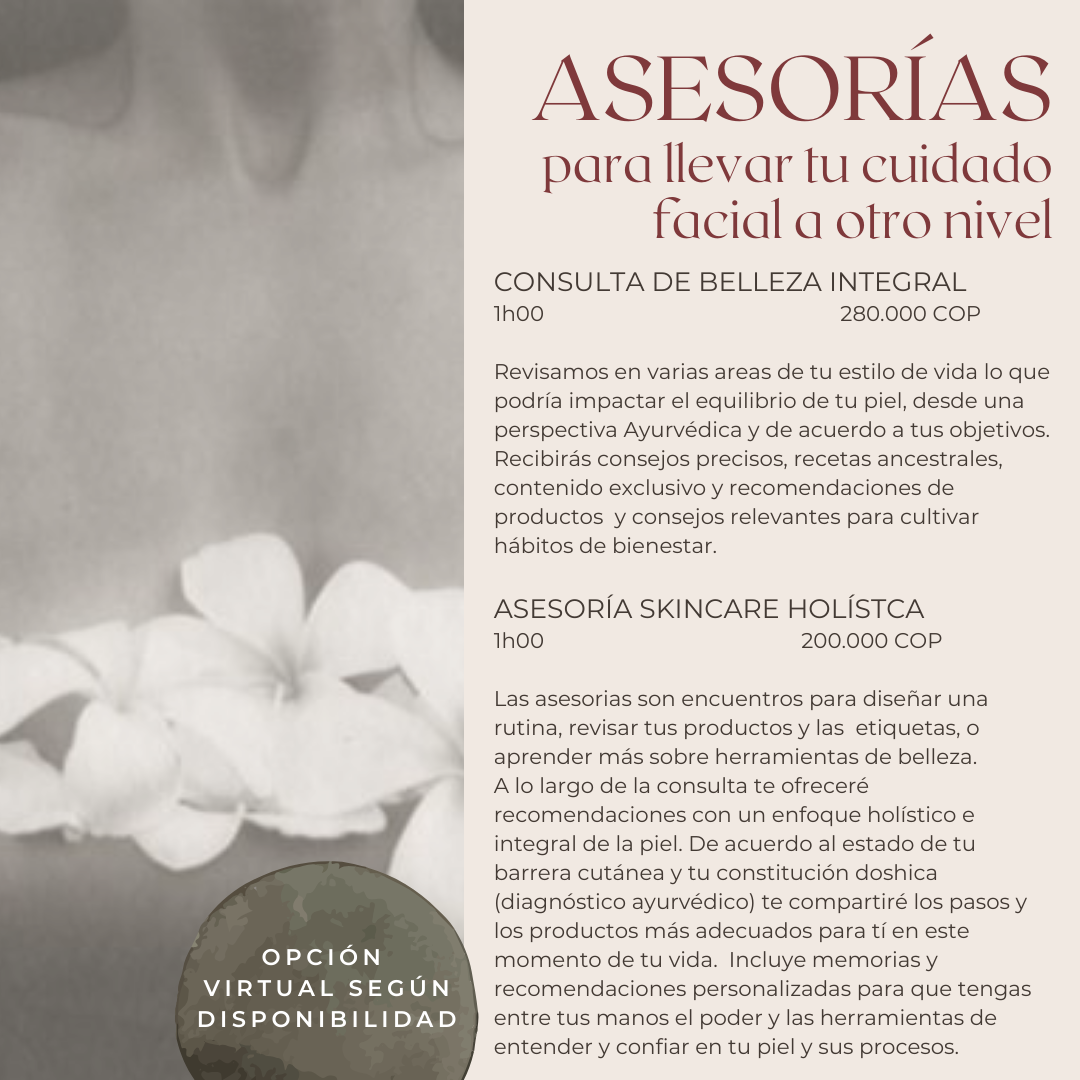 ASESORÍAS
para llevar tu cuidado
facial a otro nivel
CONSULTA DE BELLEZA INTEGRAL
1h00 280.000 COP
Revisamos en varias areas de tu estilo de vida lo que
podría impactar el equilibrio de tu piel, desde una
perspectiva Ayurvédica y de acuerdo a tus objetivos.
Recibirás consejos precisos, recetas ancestrales,
contenido exclusivo y recomendaciones de
productos  y consejos relevantes para cultivar
hábitos de bienestar.
ASESORÍA SKINCARE HOLÍSTCA
1h00 200.000 COP
Las asesorias son encuentros para diseñar una
rutina, revisar tus productos y las  etiquetas, o
aprender más sobre herramientas de belleza.
A lo largo de la consulta te ofreceré
recomendaciones con un enfoque holístico e
integral de la piel. De acuerdo al estado de tu
barrera cutánea y tu constitución doshica
(diagnóstico ayurvédico) te compartiré los pasos y
los productos más adecuados para tí en este
momento de tu vida.  Incluye memorias y
recomendaciones personalizadas para que tengas
entre tus manos el poder y las herramientas de
entender y confiar en tu piel y sus procesos.
OPCIÓN
VIRTUAL SEGÚN
DISPONIBILIDAD